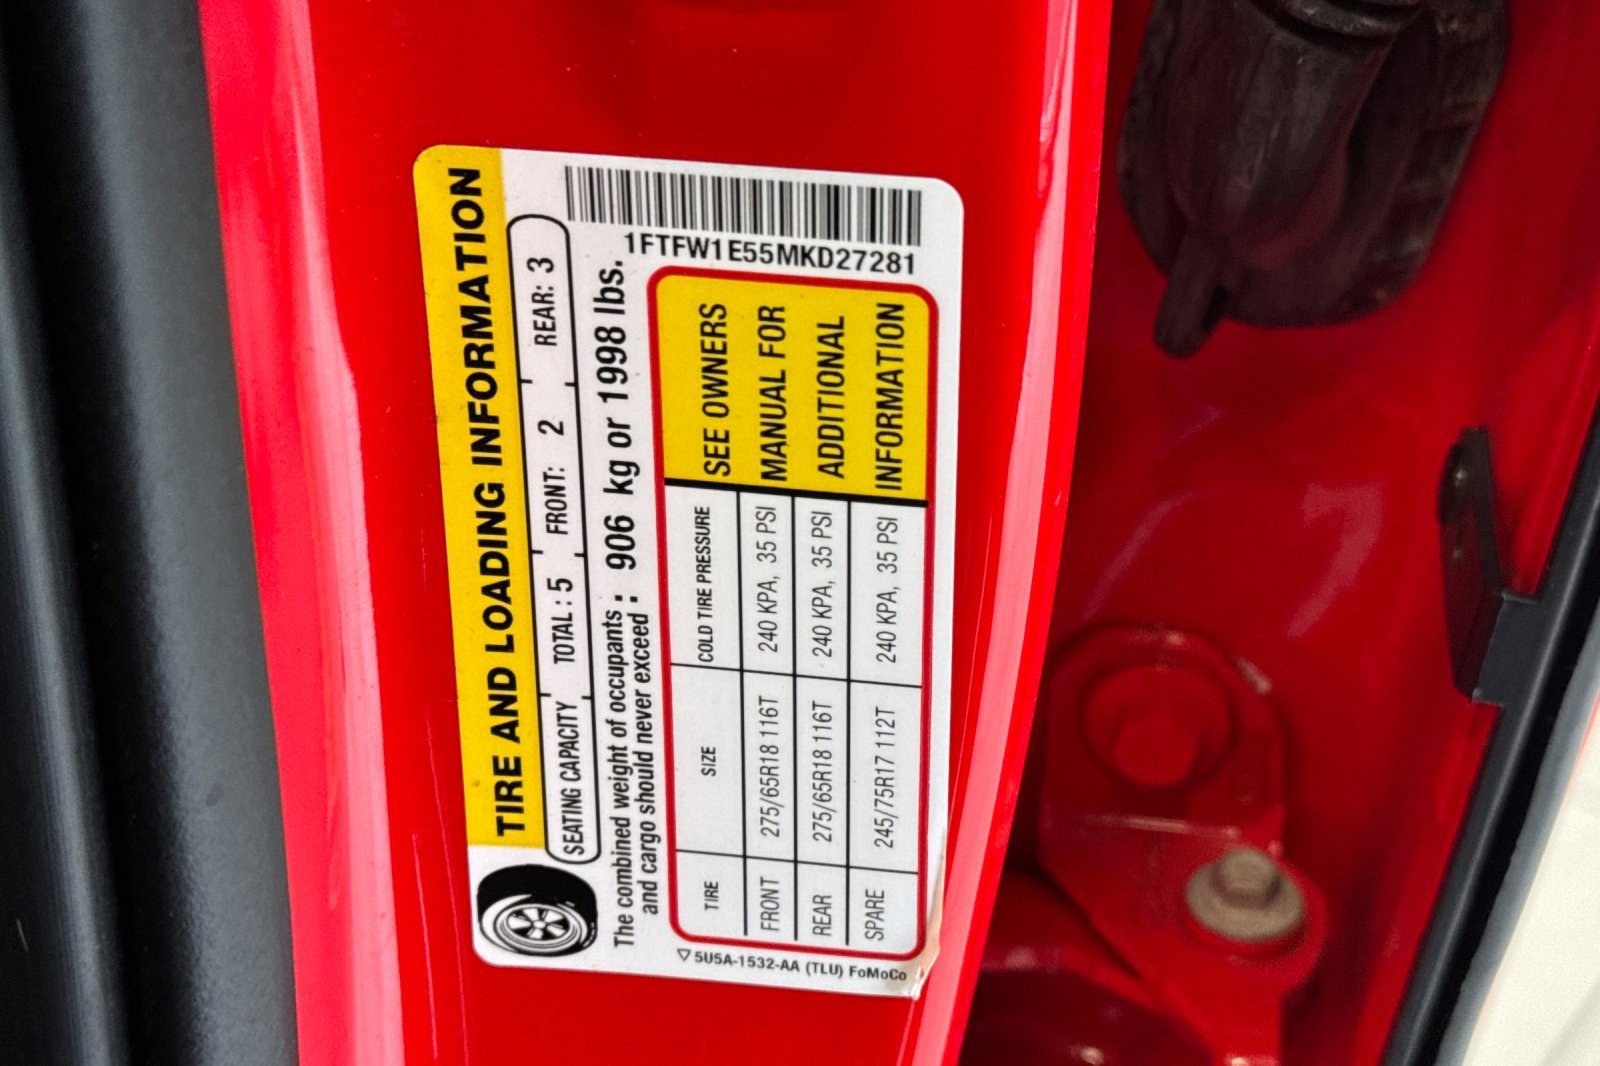 TIRE AND LOADING INFORMATION
SEATING CAPACITY TOTAL : 5 FRONT: 2 REAR: 3
The combined weight of occupants
and cargo should never exceed : 906 kg or 1998 lbs.
1FTFW1E55MKD27281
TIRE SIZE COLD TIRE PRESSURE
FRONT 275/65R18 116T 240 KPA, 35 PSI
REAR 275/65R18 116T 240 KPA, 35 PSI
SPARE 245/75R17 112T 240 KPA, 35 PSI
SEE OWNERS
MANUAL FOR
ADDITIONAL
INFORMATION
5U5A-1532-AA (TLU) FoMoCo